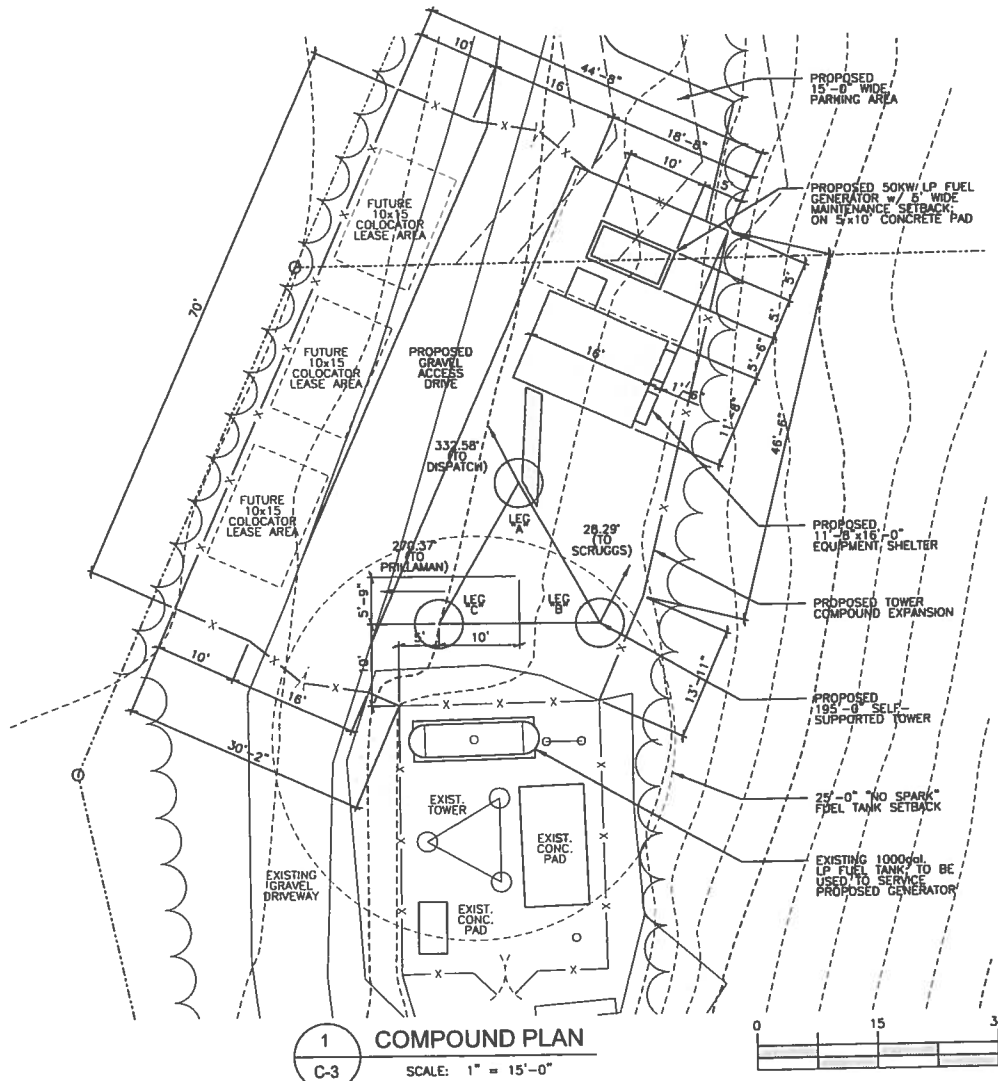 10'
44'-8"
16'
18'-8"
10'
5'
PROPOSED
15'-0" WIDE
PARKING AREA
PROPOSED 50KW LP FUEL
GENERATOR w/ 5' WIDE
MAINTENANCE SETBACK;
ON 5'x10' CONCRETE PAD
FUTURE
10x15
COLOCATOR
LEASE AREA
70'
5'
5'
5'-6"
11'-8"
46'-6"
FUTURE
10x15
COLOCATOR
LEASE AREA
PROPOSED
GRAVEL
ACCESS
DRIVE
16'
1'-6"
337.58°
(TO
DISPATCH)
FUTURE
10x15
COLOCATOR
LEASE AREA
LEG
"A"
28.29°
(TO
SCRUGGS)
PROPOSED
11'-8"x16'-0"
EQUIPMENT SHELTER
270.37°
(TO
PRILLAMAN)
LEG
"C"
LEG
"B"
5'-9"
5'
10'
PROPOSED TOWER
COMPOUND EXPANSION
10'
16'
30'-2"
13'-11"
PROPOSED
195'-0" SELF-
SUPPORTED TOWER
EXIST.
TOWER
EXIST.
CONC.
PAD
25'-0" "NO SPARK"
FUEL TANK SETBACK
EXISTING
GRAVEL
DRIVEWAY
EXIST.
CONC.
PAD
EXISTING 1000gal.
LP FUEL TANK; TO BE
USED TO SERVICE
PROPOSED GENERATOR
1
C-3
COMPOUND PLAN
SCALE: 1" = 15'-0"
0 15